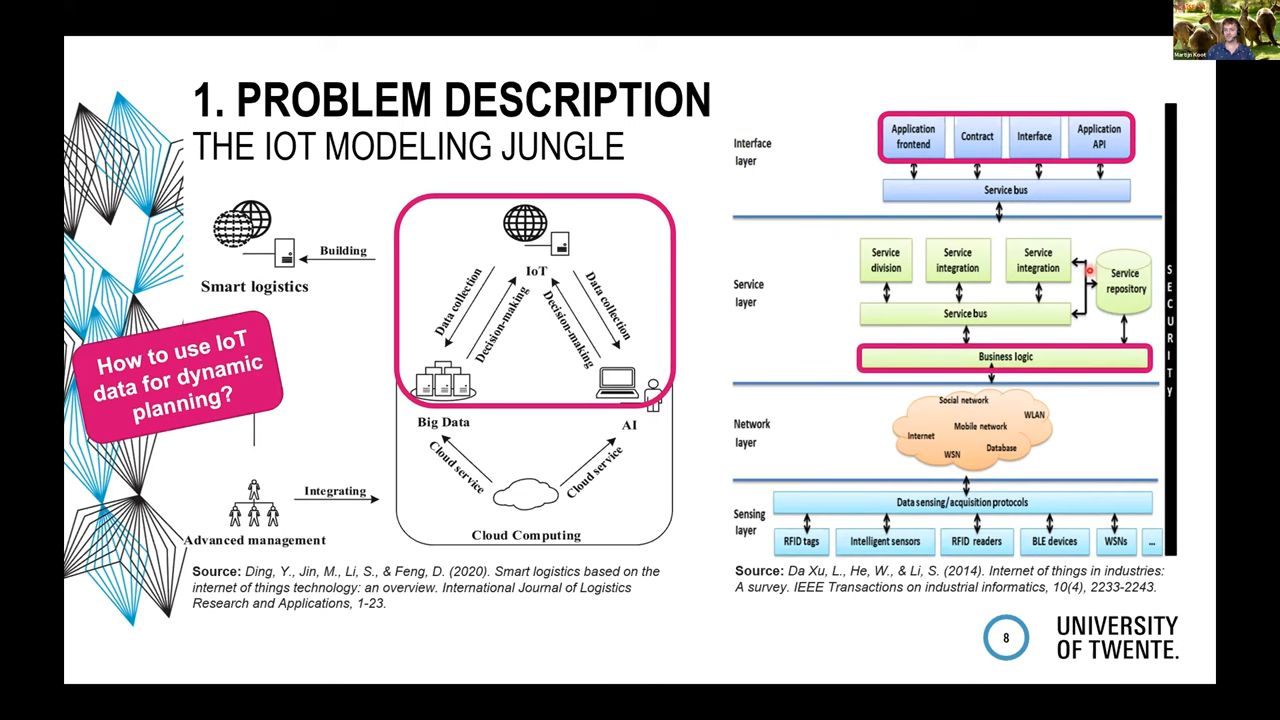 Martijn Koot
1. PROBLEM DESCRIPTION
THE IOT MODELING JUNGLE
Building
Smart logistics
How to use IoT
data for dynamic
planning?
Integrating
Advanced management
IoT
Data collection
Decision-making
Decision-making
Data collection
Big Data
AI
Cloud service
Cloud service
Cloud Computing
Source: Ding, Y., Jin, M., Li, S., & Feng, D. (2020). Smart logistics based on the
internet of things technology: an overview. International Journal of Logistics
Research and Applications, 1-23.
Interface
layer
Application
frontend
Contract
Interface
Application
API
Service bus
Service
layer
Service
division
Service
integration
Service
integration
Service
repository
Service bus
Business logic
Network
layer
Social network
WLAN
Mobile network
Internet
Database
WSN
Sensing
layer
Data sensing/acquisition protocols
RFID tags
Intelligent sensors
RFID readers
BLE devices
WSNs
...
SECURITY
Source: Da Xu, L., He, W., & Li, S. (2014). Internet of things in industries:
A survey. IEEE Transactions on industrial informatics, 10(4), 2233-2243.
8
UNIVERSITY
OF TWENTE.